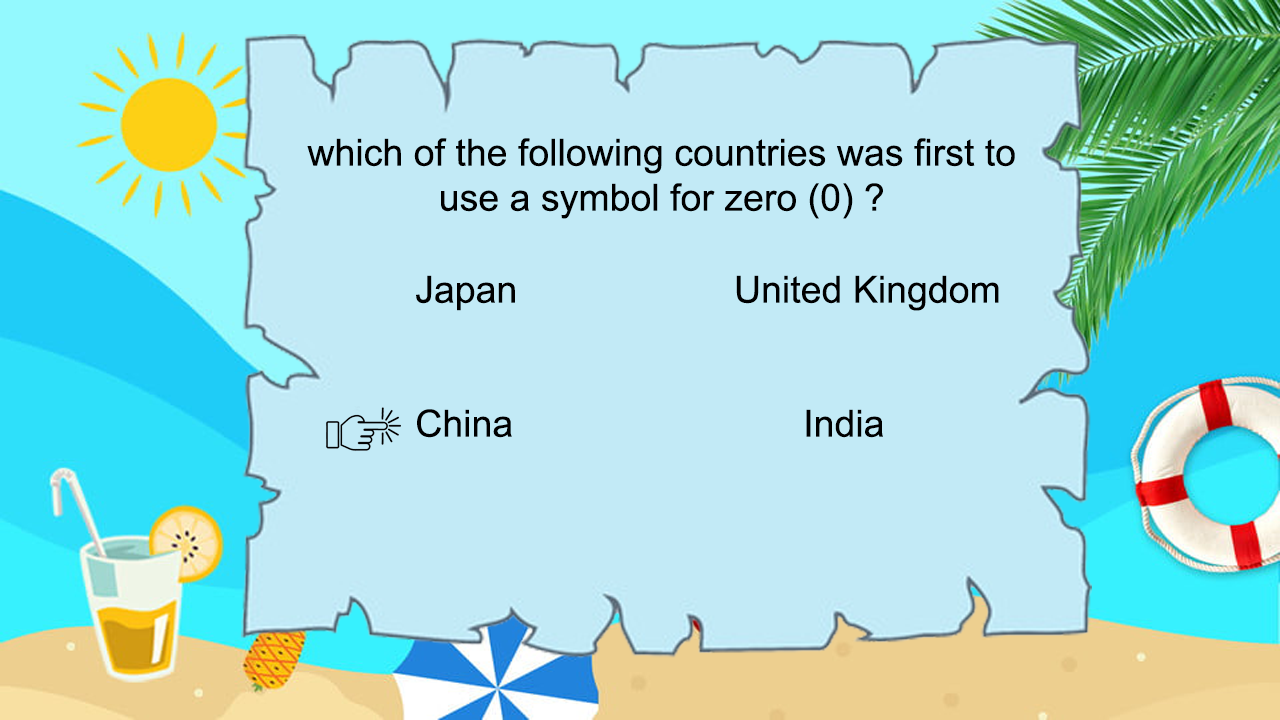 which of the following countries was first to
use a symbol for zero (0) ?
Japan
United Kingdom
China
India